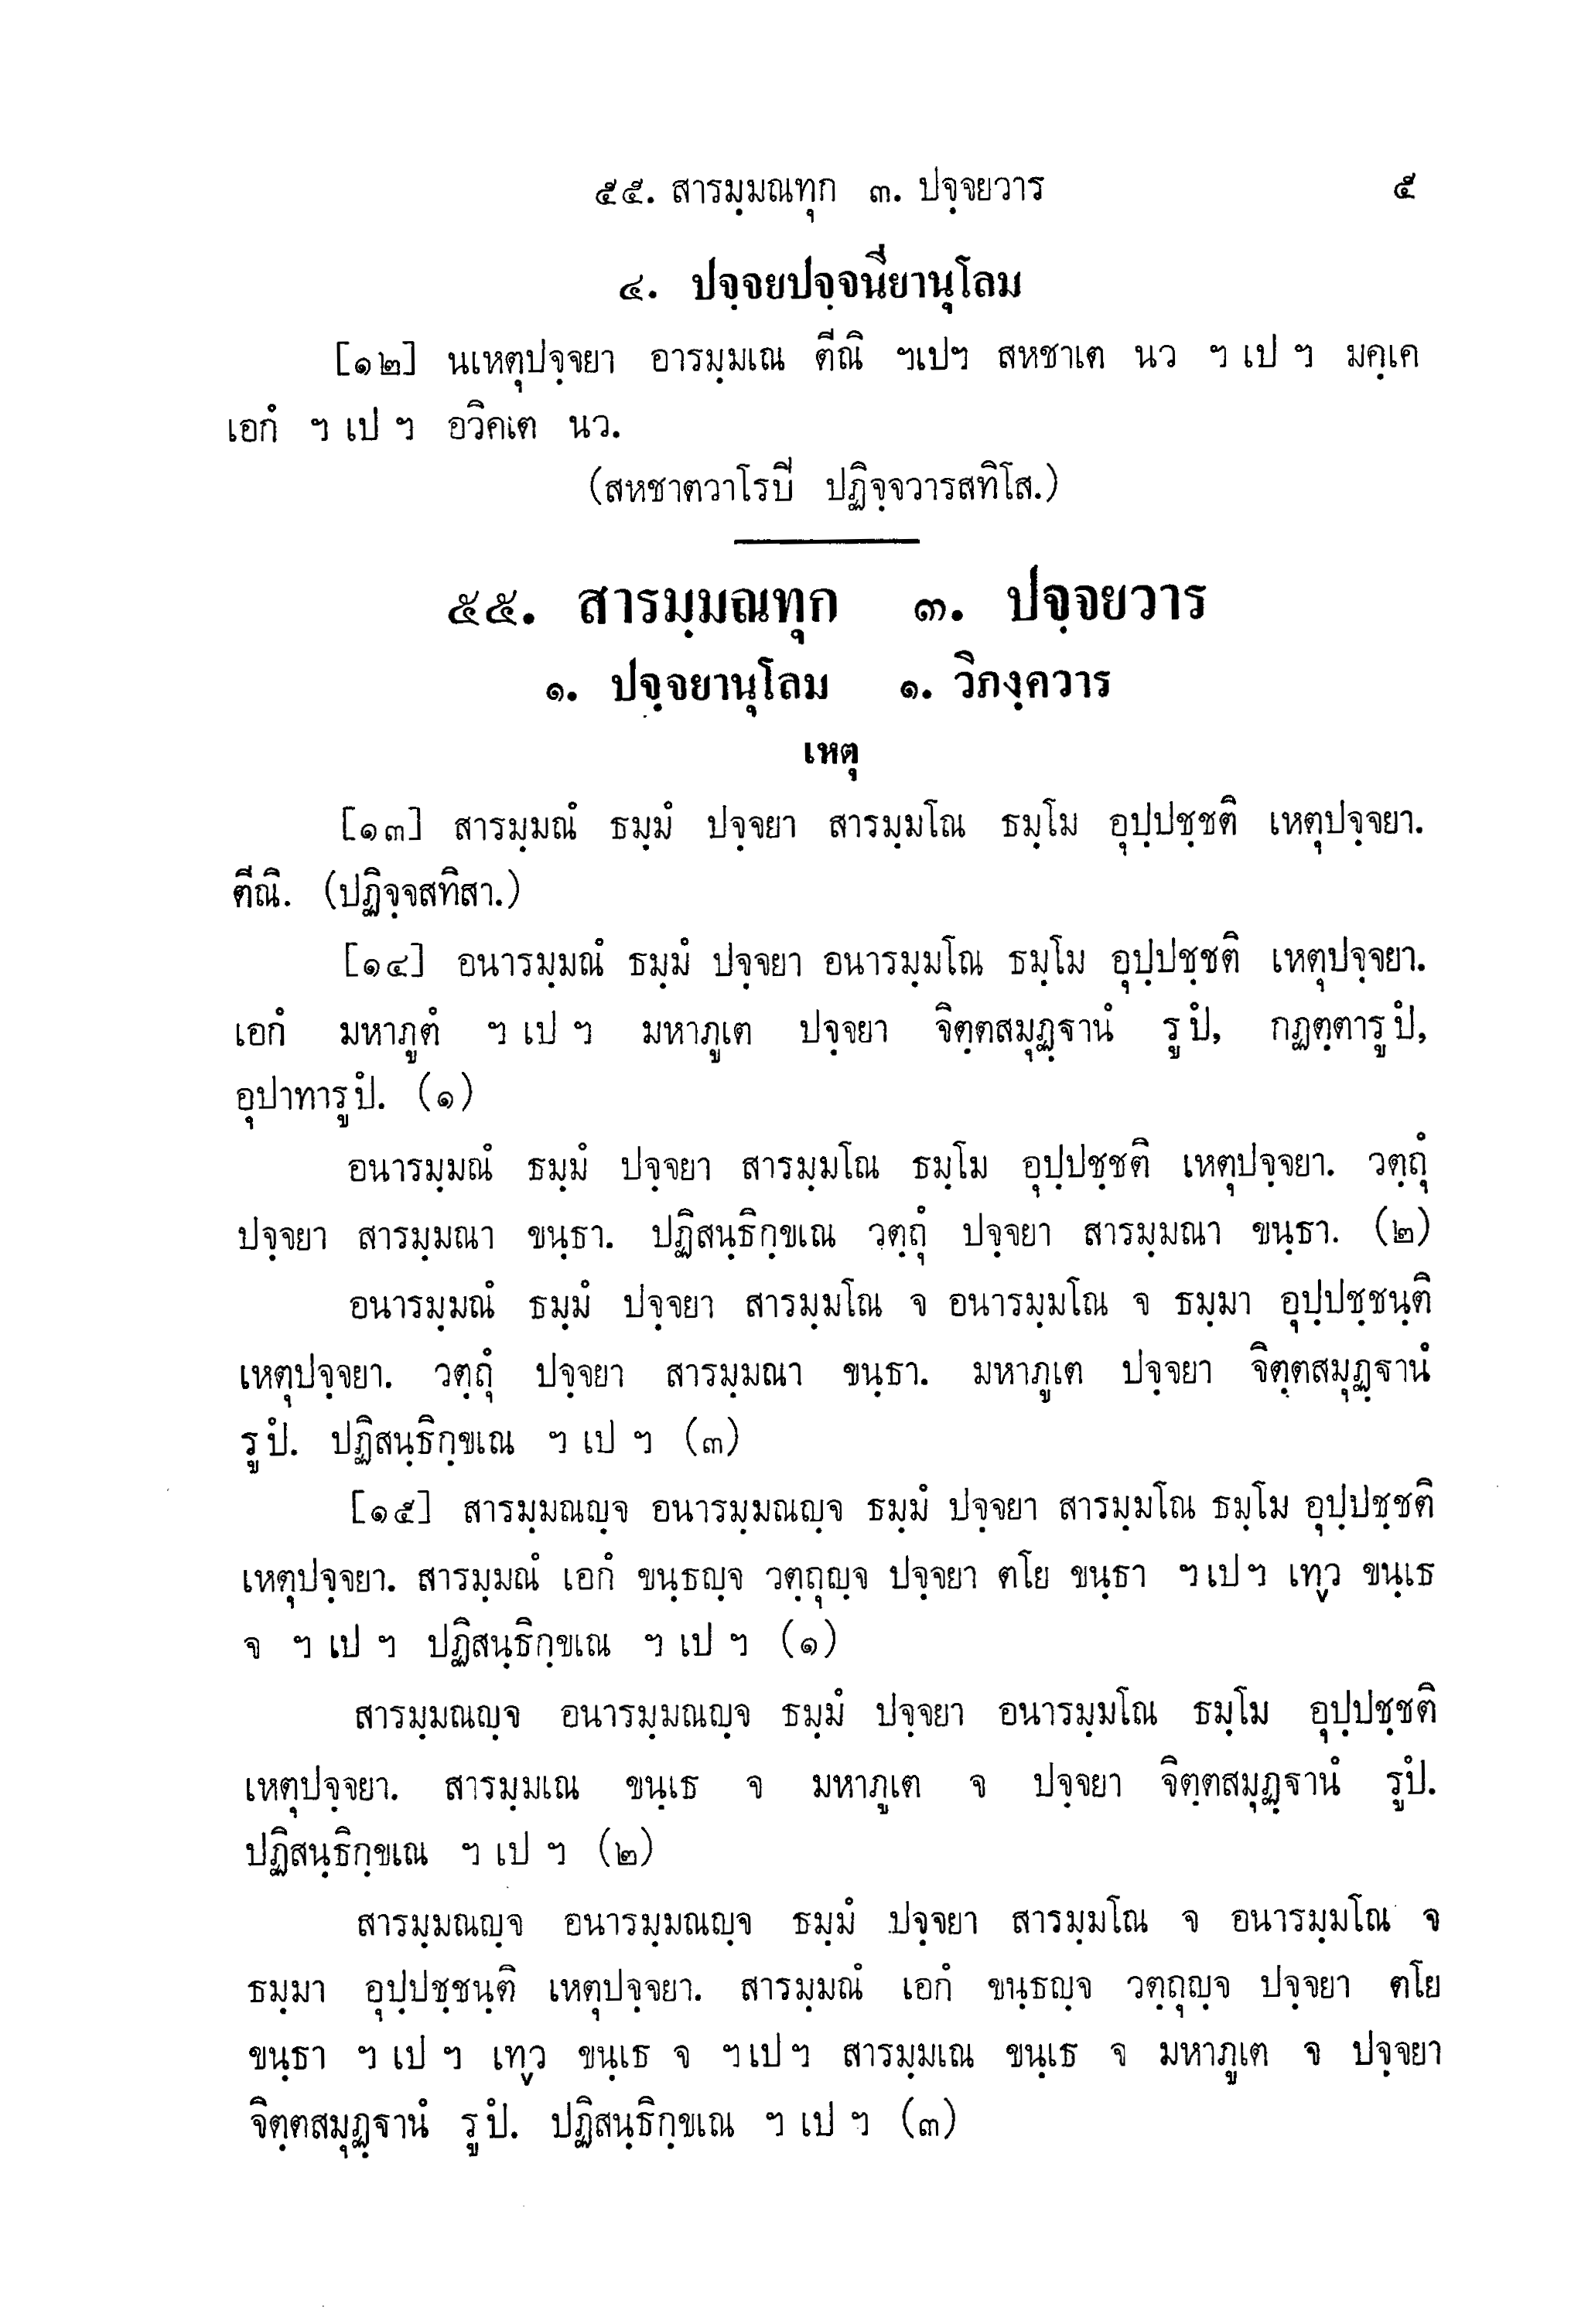 ๕๕. สารมฺมณทุก ๓. ปจฺจยวาร ๕
๔. ปจฺจยปจฺจนียานุโลม
[๑๒] นเหตุปจฺจยา อารมฺมเณ ตีณิ ฯเปฯ สหชาเต นว ฯ เป ฯ มคฺเค
เอกํ ฯ เป ฯ อวิคเต นว.
(สหชาตวาโรปี ปฏิจฺจวารสทิโส.)
๕๕. สารมฺมณทุก ๓. ปจฺจยวาร
๑. ปจฺจยานุโลม ๑. วิภงฺควาร
เหตุ
[๑๓] สารมฺมณํ ธมฺมํ ปจฺจยา สารมฺมโณ ธมฺโม อุปฺปชฺชติ เหตุปจฺจยา.
ตีณิ. (ปฏิจฺจสทิสา.)
[๑๔] อนารมฺมณํ ธมฺมํ ปจฺจยา อนารมฺมโณ ธมฺโม อุปฺปชฺชติ เหตุปจฺจยา.
เอกํ มหาภูตํ ฯ เป ฯ มหาภูเต ปจฺจยา จิตฺตสมุฏฺฐานํ รูปํ, กฏตฺตารูปํ,
อุปาทารูปํ. (๑)
อนารมฺมณํ ธมฺมํ ปจฺจยา สารมฺมโณ ธมฺโม อุปฺปชฺชติ เหตุปจฺจยา. วตฺถุํ
ปจฺจยา สารมฺมณา ขนฺธา. ปฏิสนฺธิกฺขเณ วตฺถุํ ปจฺจยา สารมฺมณา ขนฺธา. (๒)
อนารมฺมณํ ธมฺมํ ปจฺจยา สารมฺมโณ จ อนารมฺมโณ จ ธมฺมา อุปฺปชฺชนฺติ
เหตุปจฺจยา. วตฺถุํ ปจฺจยา สารมฺมณา ขนฺธา. มหาภูเต ปจฺจยา จิตฺตสมุฏฺฐานํ
รูปํ. ปฏิสนฺธิกฺขเณ ฯ เป ฯ (๓)
[๑๕] สารมฺมณญฺจ อนารมฺมณญฺจ ธมฺมํ ปจฺจยา สารมฺมโณ ธมฺโม อุปฺปชฺชติ
เหตุปจฺจยา. สารมฺมณํ เอกํ ขนฺธญฺจ วตฺถุญฺจ ปจฺจยา ตโย ขนฺธา ฯเปฯ เทฺว ขนฺเธ
จ ฯ เป ฯ ปฏิสนฺธิกฺขเณ ฯ เป ฯ (๑)
สารมฺมณญฺจ อนารมฺมณญฺจ ธมฺมํ ปจฺจยา อนารมฺมโณ ธมฺโม อุปฺปชฺชติ
เหตุปจฺจยา. สารมฺมเณ ขนฺเธ จ มหาภูเต จ ปจฺจยา จิตฺตสมุฏฺฐานํ รูปํ.
ปฏิสนฺธิกฺขเณ ฯ เป ฯ (๒)
สารมฺมณญฺจ อนารมฺมณญฺจ ธมฺมํ ปจฺจยา สารมฺมโณ จ อนารมฺมโณ จ
ธมฺมา อุปฺปชฺชนฺติ เหตุปจฺจยา. สารมฺมณํ เอกํ ขนฺธญฺจ วตฺถุญฺจ ปจฺจยา ตโย
ขนฺธา ฯ เป ฯ เทฺว ขนฺเธ จ ฯเปฯ สารมฺมเณ ขนฺเธ จ มหาภูเต จ ปจฺจยา
จิตฺตสมุฏฺฐานํ รูปํ. ปฏิสนฺธิกฺขเณ ฯ เป ฯ (๓)